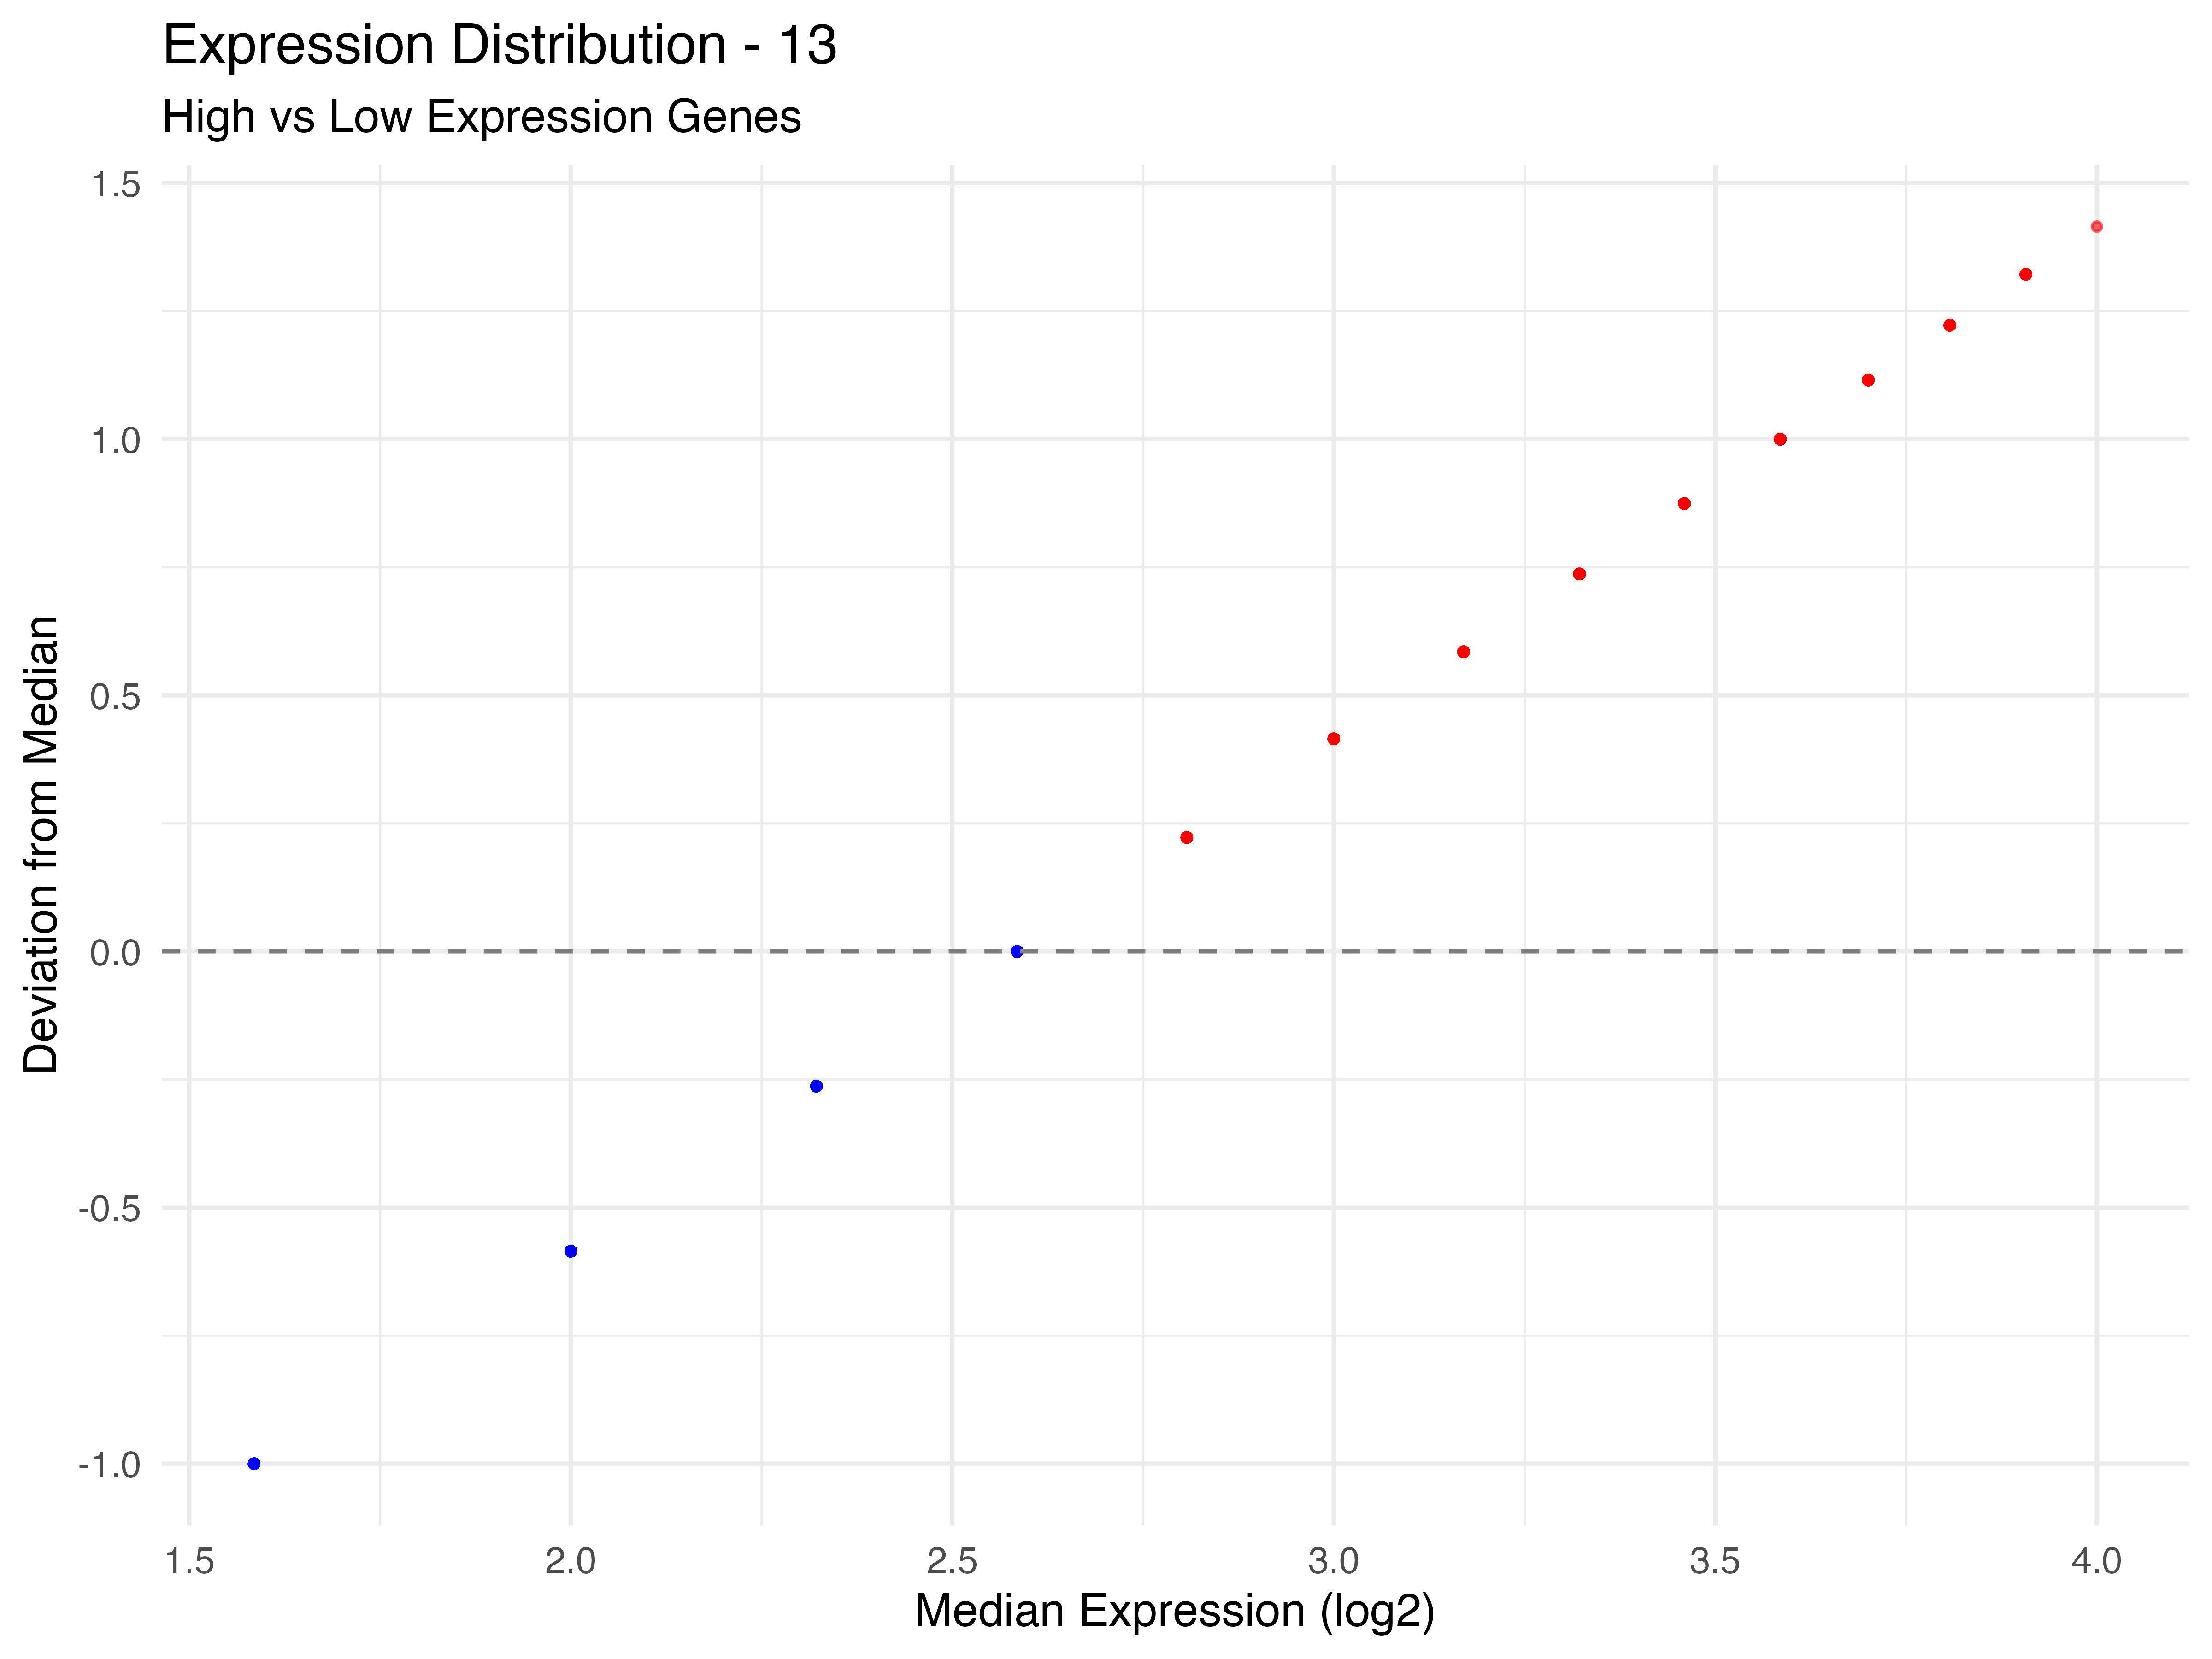 Expression Distribution - 13
High vs Low Expression Genes
Deviation from Median
1.5
1.0
0.5
0.0
-0.5
-1.0
1.5 2.0 2.5 3.0 3.5 4.0
Median Expression (log2)